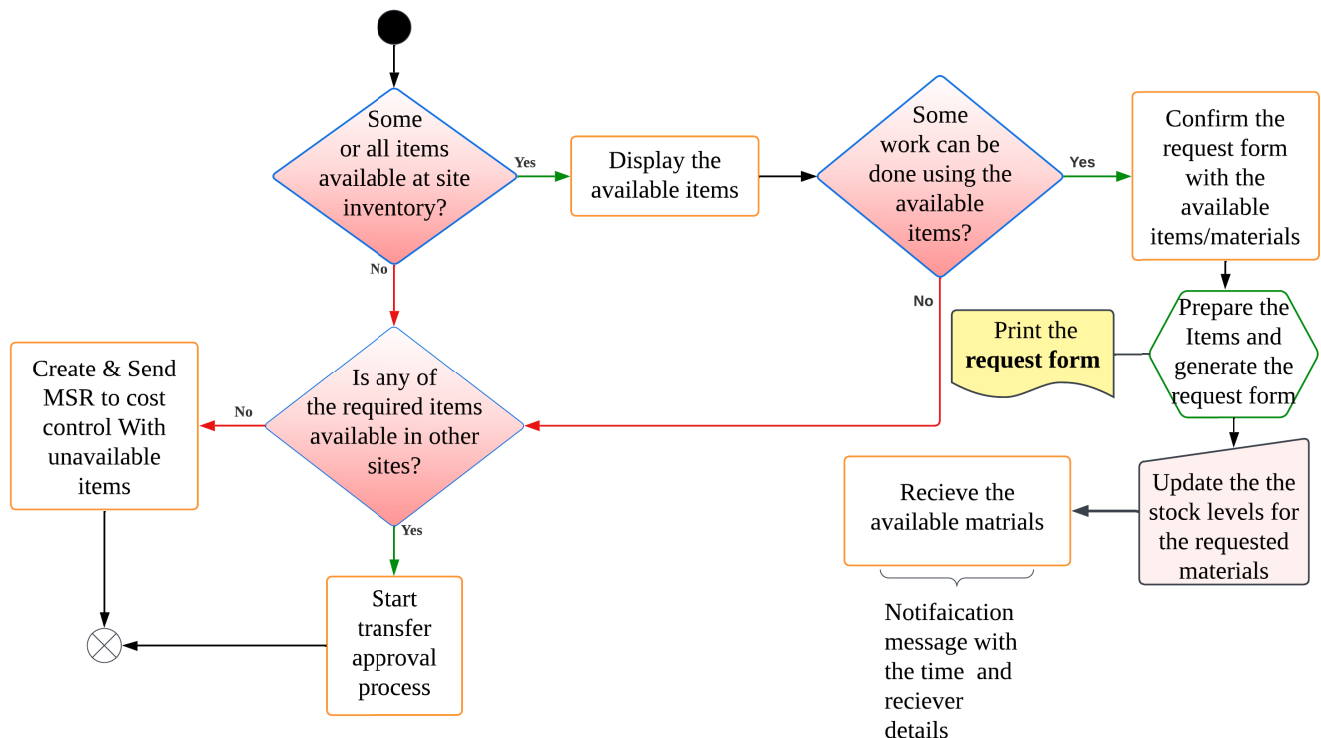 Some
or all items
available at site
inventory?
Yes
Display the
available items
Some
work can be
done using the
available
items?
Yes
Confirm the
request form
with the
available
items/materials
No
No
Prepare the
Items and
generate the
request form
Print the
request form
Is any of
the required items
available in other
sites?
No
Create & Send
MSR to cost
control With
unavailable
items
Yes
Start
transfer
approval
process
Update the the
stock levels for
the requested
materials
Recieve the
available matrials
Notifaication
message with
the time  and
reciever
details